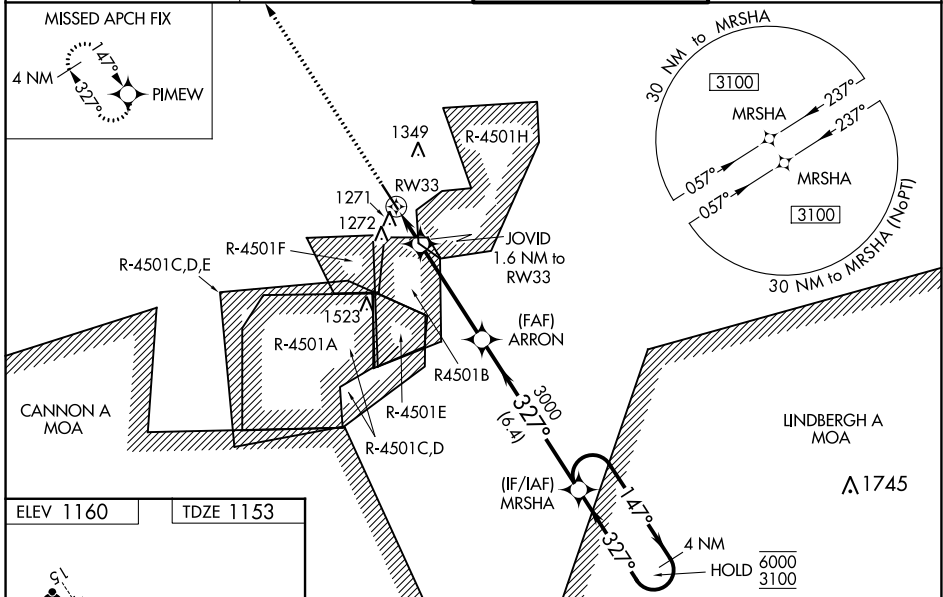 MISSED APCH FIX
4 NM
147°
327°
PIMEW
30 NM to MRSHA
3100
MRSHA
237°
237°
057°
057°
MRSHA
3100
30 NM to MRSHA (NoPT)
1349
R-4501H
1271
RW33
1272
JOVID
1.6 NM to
RW33
R-4501F
R-4501C,D,E
1523
(FAF)
ARRON
R-4501A
R4501B
R-4501E
3000
327°
(6.4)
CANNON A
MOA
R-4501C,D
LINDBERGH A
MOA
1745
(IF/IAF)
MRSHA
147°
327°
4 NM
HOLD
6000
3100
ELEV 1160
TDZE 1153
15